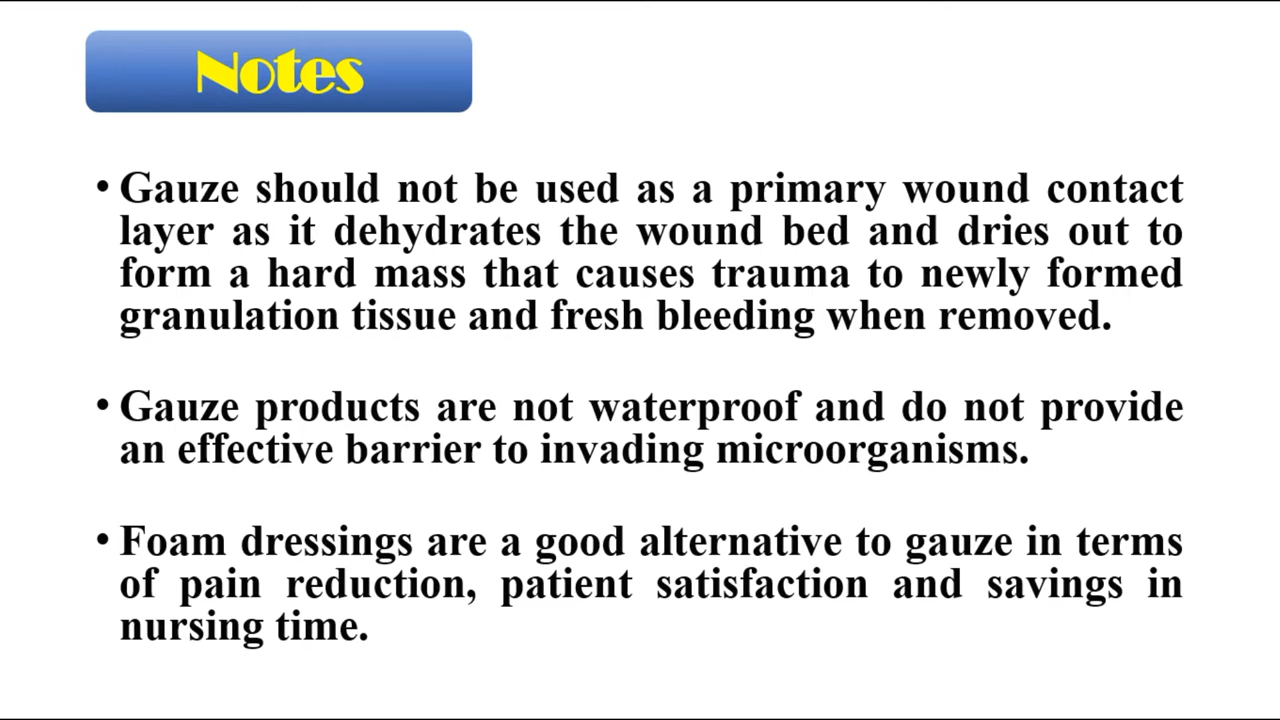 Notes
• Gauze should not be used as a primary wound contact
layer as it dehydrates the wound bed and dries out to
form a hard mass that causes trauma to newly formed
granulation tissue and fresh bleeding when removed.
• Gauze products are not waterproof and do not provide
an effective barrier to invading microorganisms.
• Foam dressings are a good alternative to gauze in terms
of pain reduction, patient satisfaction and savings in
nursing time.